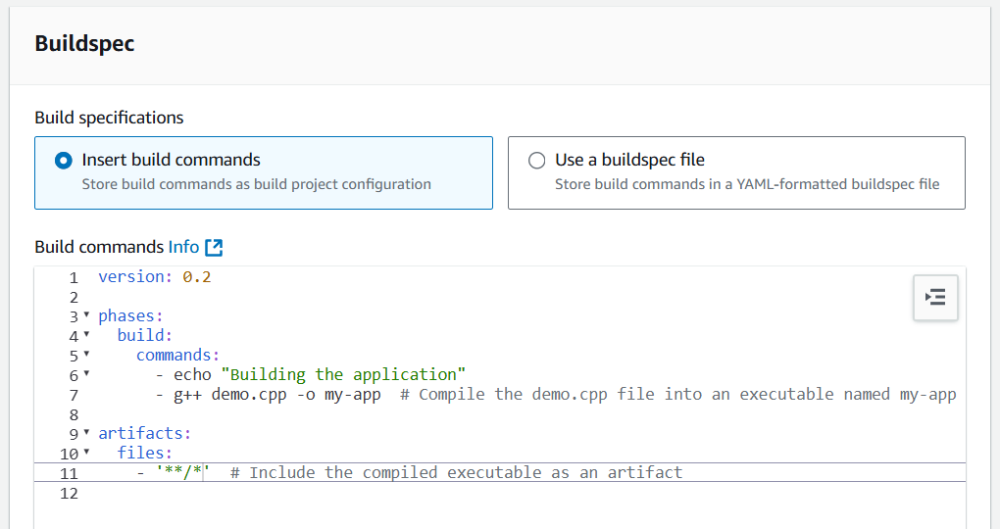 Buildspec
Build specifications
Insert build commands
Store build commands as build project configuration
Use a buildspec file
Store build commands in a YAML-formatted buildspec file
Build commands Info
1 version: 0.2
2
3 phases:
4 build:
5 commands:
6 - echo "Building the application"
7 - g++ demo.cpp -o my-app # Compile the demo.cpp file into an executable named my-app
8
9 artifacts:
10 files:
11 - '**/*' # Include the compiled executable as an artifact
12